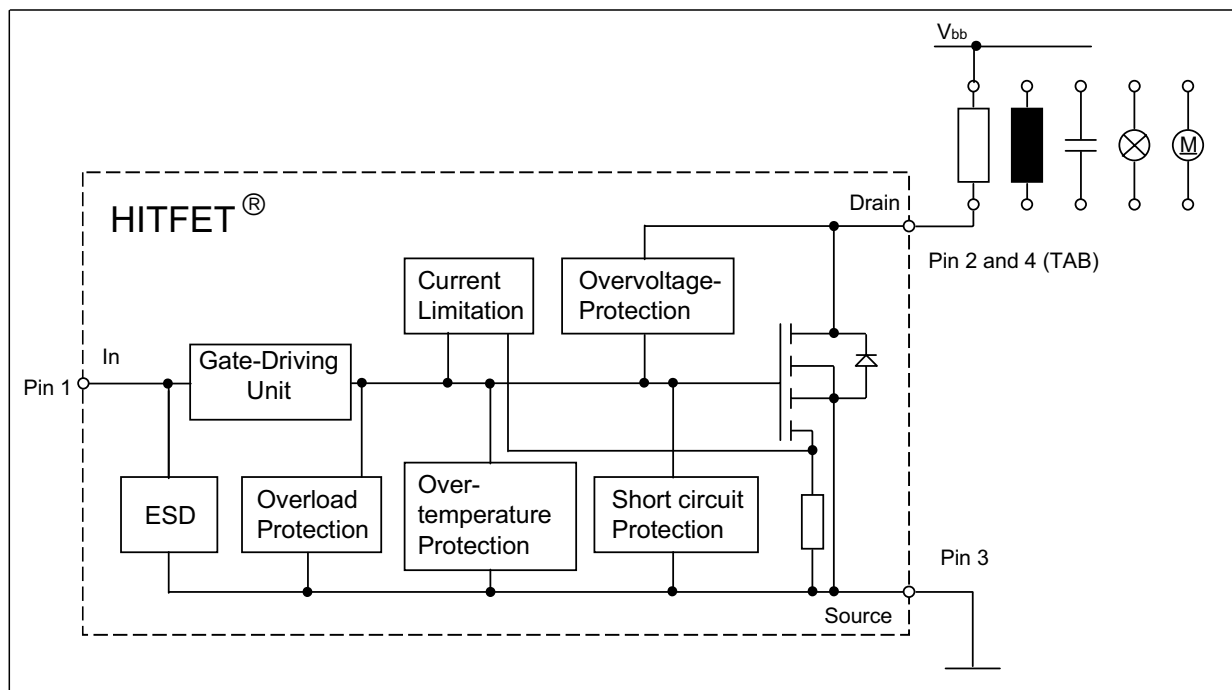 Vbb
M
HITFET ®
Drain
Pin 2 and 4 (TAB)
Current
Limitation
Overvoltage-
Protection
In
Pin 1
Gate-Driving
Unit
ESD
Overload
Protection
Over-
temperature
Protection
Short circuit
Protection
Pin 3
Source